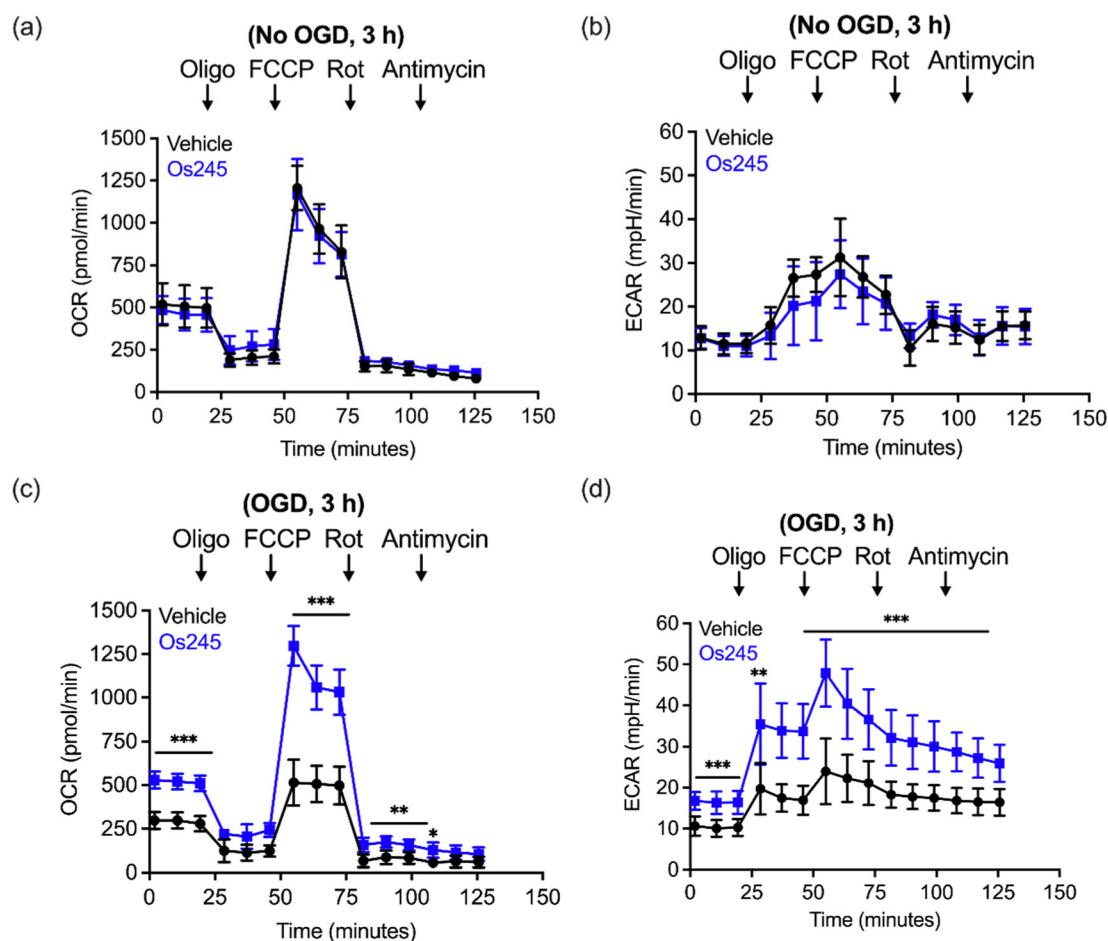 (a)
(No OGD, 3 h)
Oligo FCCP Rot Antimycin
Vehicle
Os245
OCR (pmol/min)
1500
1250
1000
750
500
250
0
0 25 50 75 100 125 150
Time (minutes)
(b)
(No OGD, 3 h)
Oligo FCCP Rot Antimycin
Vehicle
Os245
ECAR (mpH/min)
60
50
40
30
20
10
0
0 25 50 75 100 125 150
Time (minutes)
(c)
(OGD, 3 h)
Oligo FCCP Rot Antimycin
Vehicle
Os245
***
***
**
*
OCR (pmol/min)
1500
1250
1000
750
500
250
0
0 25 50 75 100 125 150
Time (minutes)
(d)
(OGD, 3 h)
Oligo FCCP Rot Antimycin
Vehicle
Os245
***
**
***
ECAR (mpH/min)
60
50
40
30
20
10
0
0 25 50 75 100 125 150
Time (minutes)